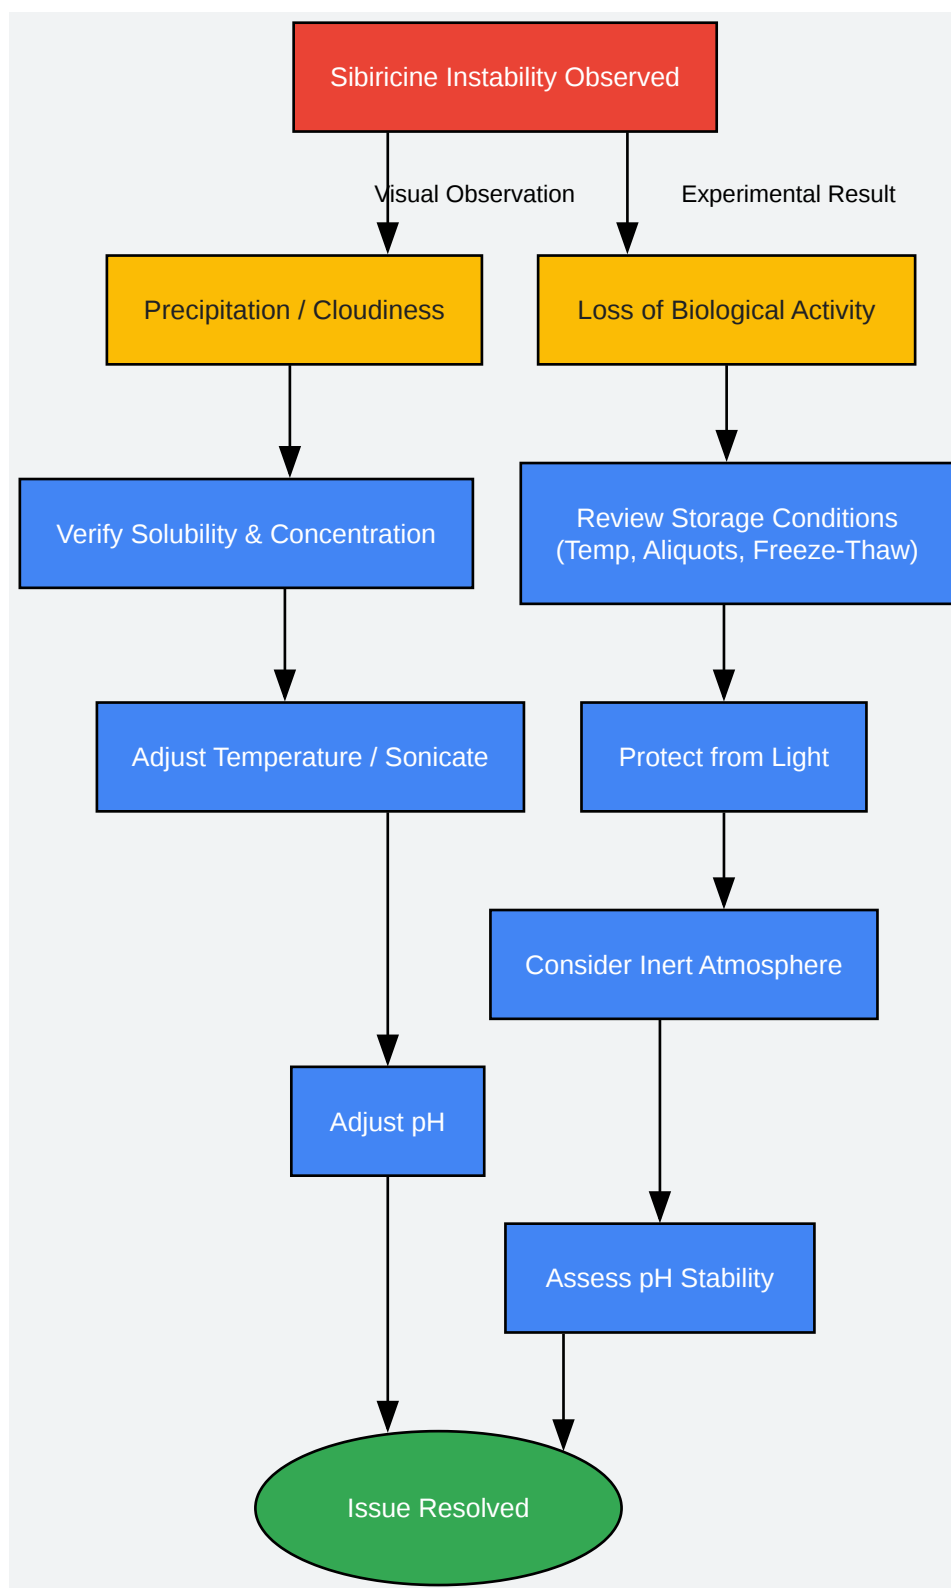 Sibiricine Instability Observed
Visual Observation
Experimental Result
Precipitation / Cloudiness
Loss of Biological Activity
Verify Solubility & Concentration
Review Storage Conditions
(Temp, Aliquots, Freeze-Thaw)
Adjust Temperature / Sonicate
Protect from Light
Consider Inert Atmosphere
Adjust pH
Assess pH Stability
Issue Resolved